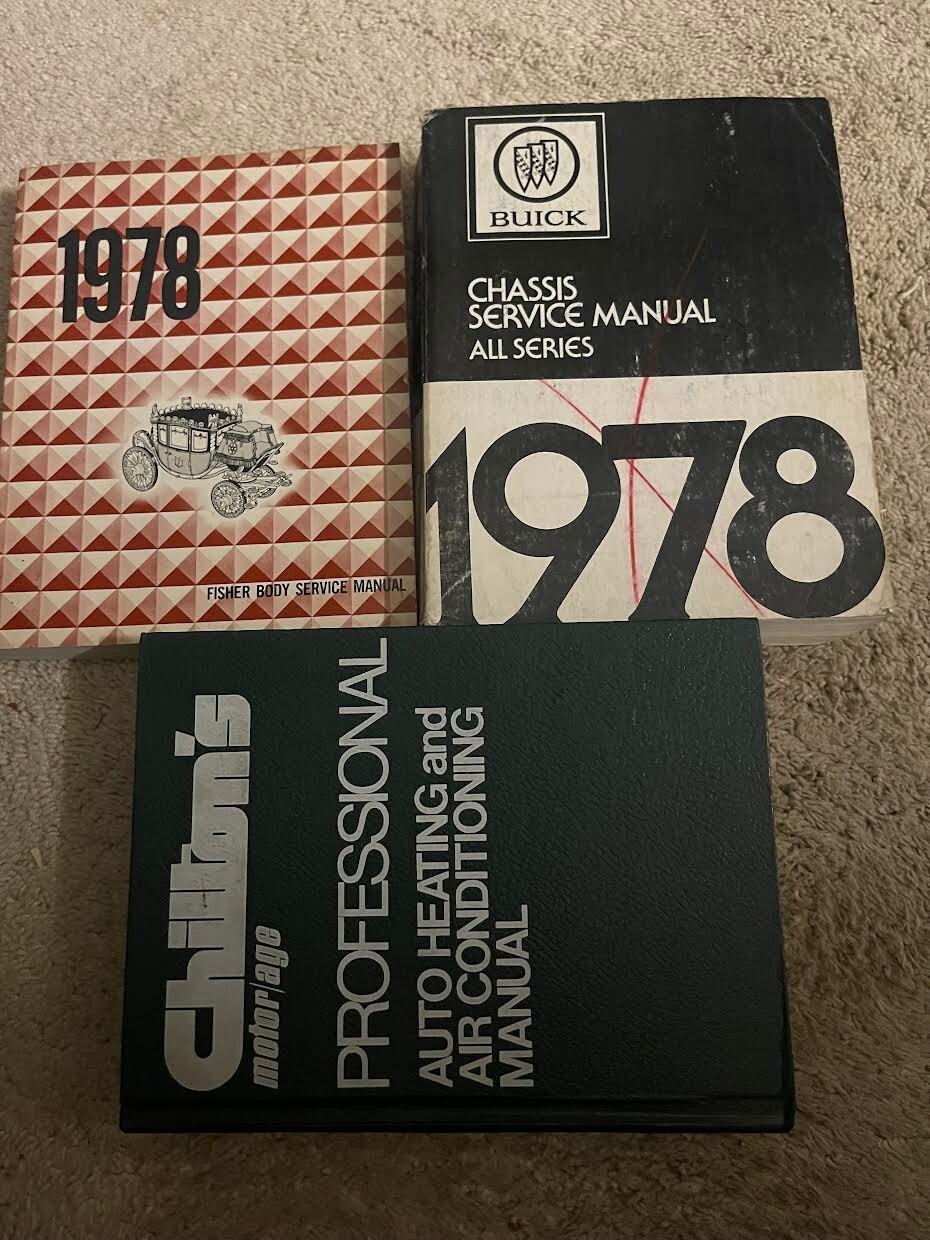 1978
FISHER BODY SERVICE MANUAL
BUICK
CHASSIS
SERVICE MANUAL
ALL SERIES
1978
Chilton's
motor/age
PROFESSIONAL
AUTO HEATING and
AIR CONDITIONING
MANUAL